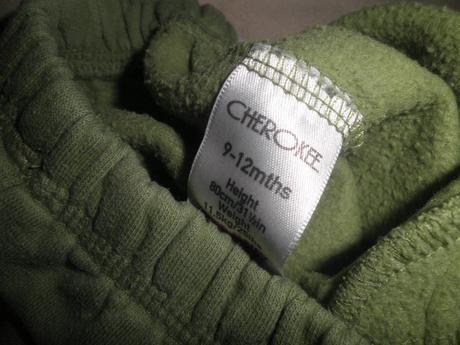 CHEROKEE
9-12mths
Height
80cm/31½in
Weight